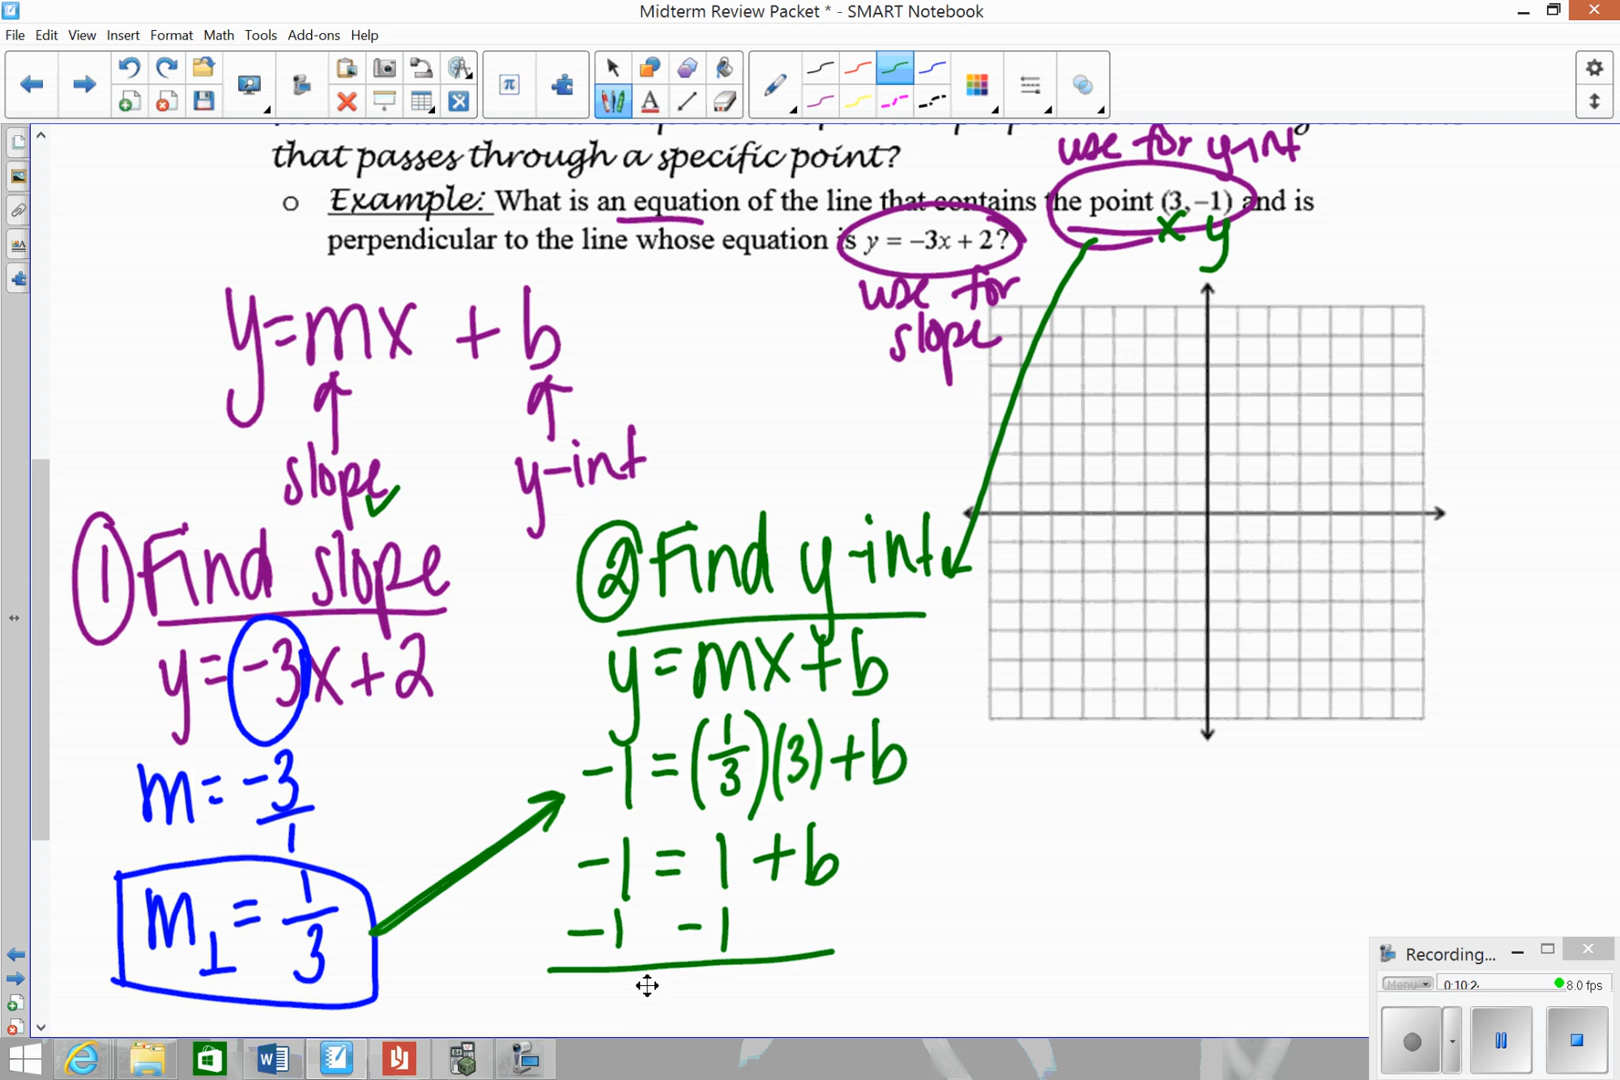 Midterm Review Packet * - SMART Notebook
File Edit View Insert Format Math Tools Add-ons Help
that passes through a specific point?
use for y-int
o Example: What is an equation of the line that contains the point (3,−1) and is
perpendicular to the line whose equation is y = −3x + 2?
x y
use for
slope
y=mx + b
slope
y-int
① Find slope
y=-3x+2
m=-3/1
m⊥ = 1/3
② Find y-int
y=mx+b
-1=(1/3)(3)+b
-1=1+b
-1 -1
Recording...
Menu
8.0 fps